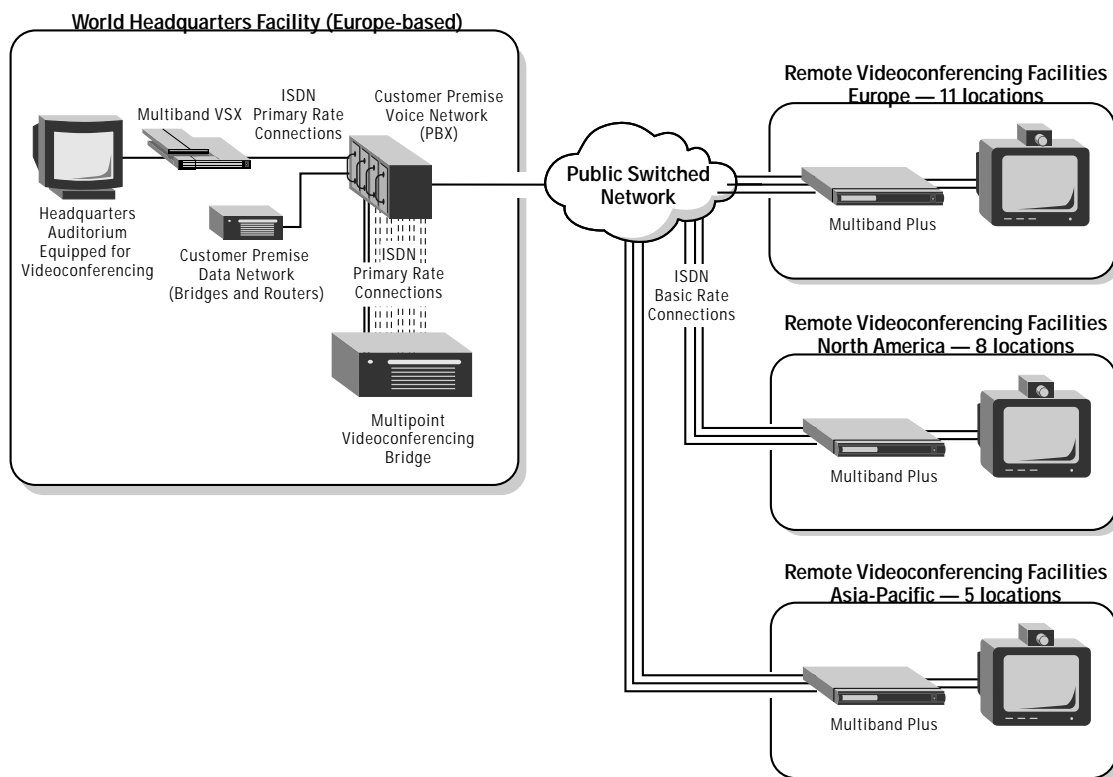 World Headquarters Facility (Europe-based)
ISDN
Primary Rate
Connections
Customer Premise
Voice Network
(PBX)
Multiband VSX
Headquarters
Auditorium
Equipped for
Videoconferencing
Customer Premise
Data Network
(Bridges and Routers)
ISDN
Primary Rate
Connections
Multipoint
Videoconferencing
Bridge
Public Switched
Network
ISDN
Basic Rate
Connections
Remote Videoconferencing Facilities
Europe — 11 locations
Multiband Plus
Remote Videoconferencing Facilities
North America — 8 locations
Multiband Plus
Remote Videoconferencing Facilities
Asia-Pacific — 5 locations
Multiband Plus